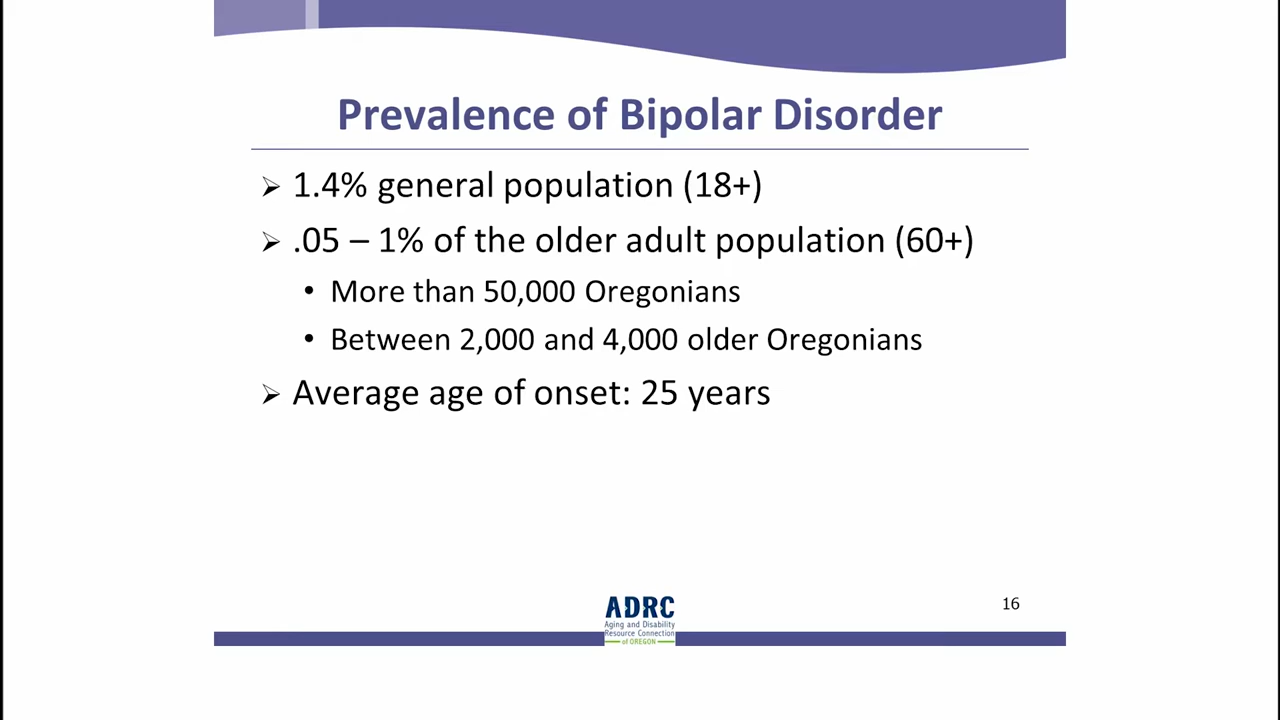 Prevalence of Bipolar Disorder
➢ 1.4% general population (18+)
➢ .05 – 1% of the older adult population (60+)
• More than 50,000 Oregonians
• Between 2,000 and 4,000 older Oregonians
➢ Average age of onset: 25 years
ADRC
Aging and Disability
Resource Connection
of OREGON
16